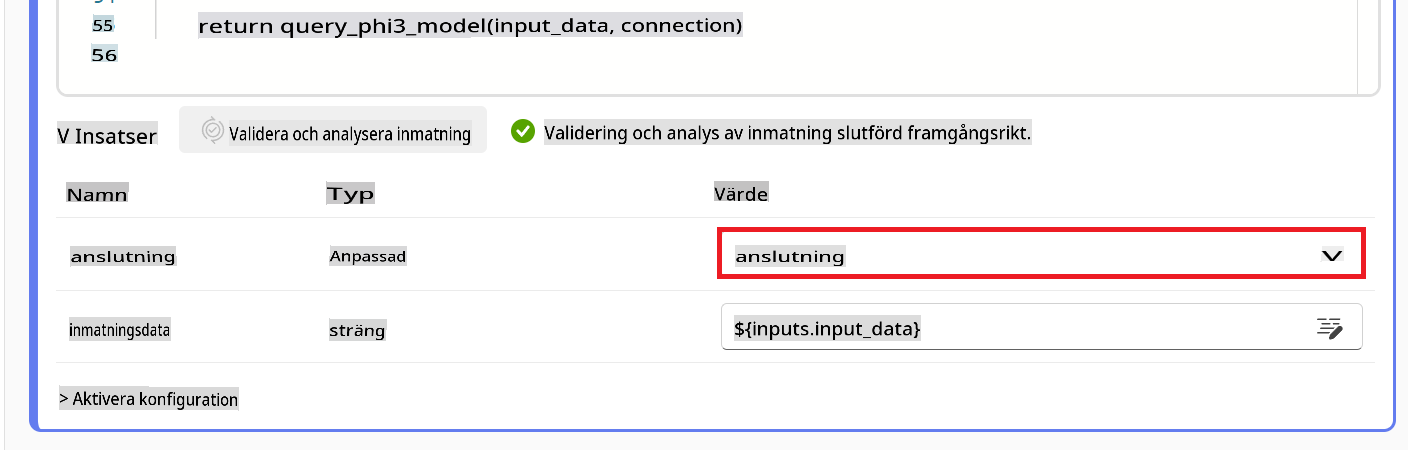 55 return query_phi3_model(input_data, connection)
56
V Insatser Validera och analysera inmatning Validering och analys av inmatning slutförd framgångsrikt.
Namn Typ Värde
anslutning Anpassad anslutning
inmatningsdata sträng ${inputs.input_data}
> Aktivera konfiguration